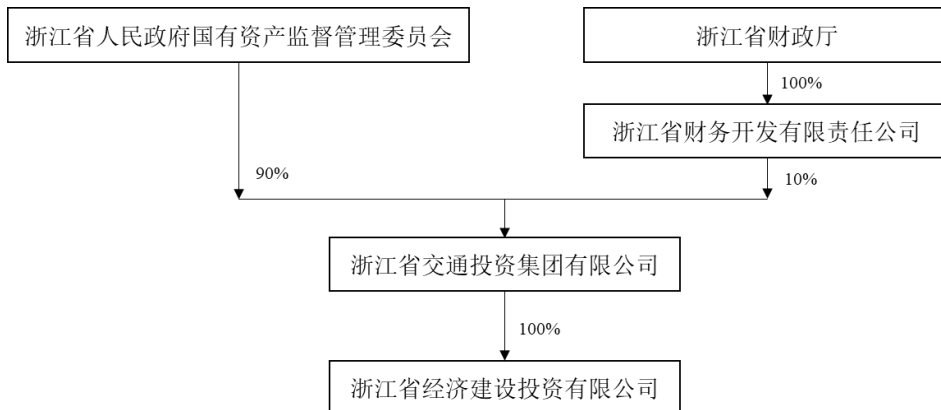 浙江省人民政府国有资产监督管理委员会
浙江省财政厅
100%
浙江省财务开发有限责任公司
90%
10%
浙江省交通投资集团有限公司
100%
浙江省经济建设投资有限公司